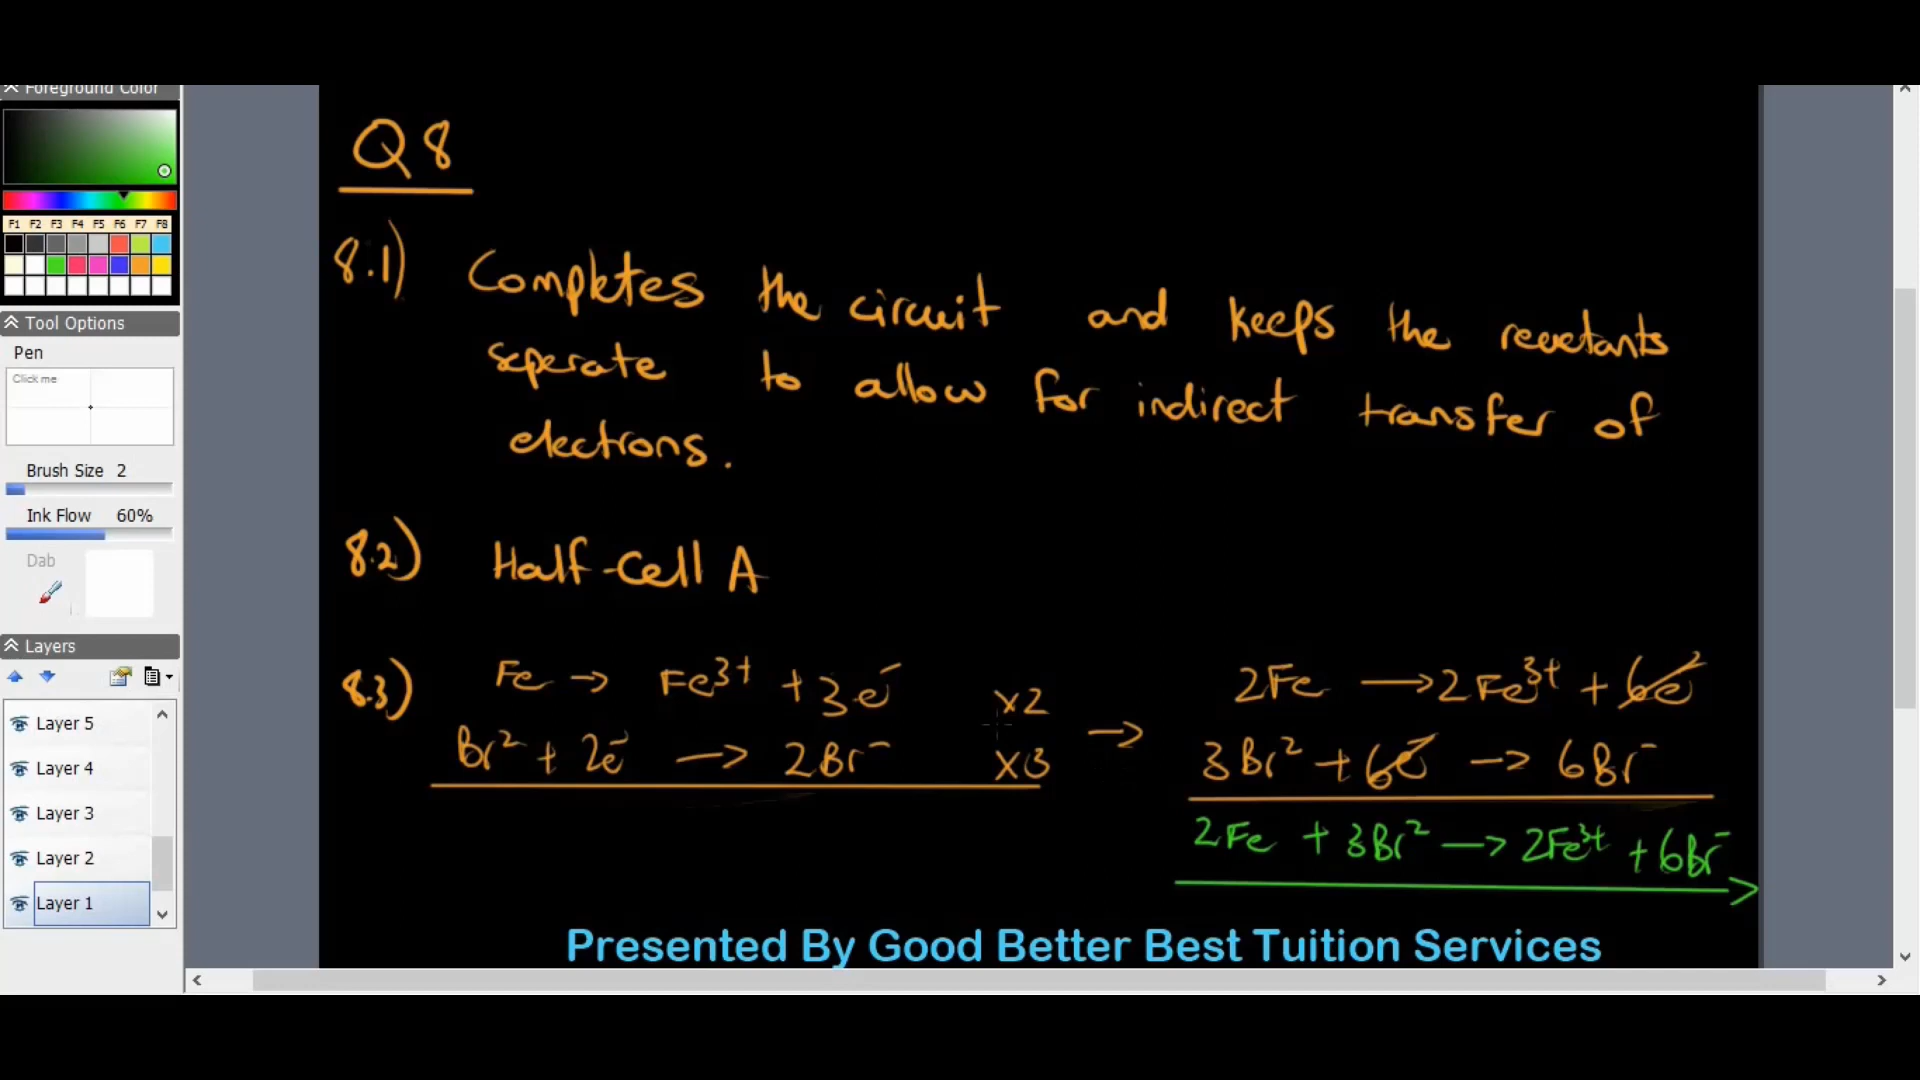 Foreground Color
F1 F2 F3 F4 F5 F6 F7 F8
Tool Options
Pen
Click me
Brush Size 2
Ink Flow 60%
Dab
Layers
Layer 5
Layer 4
Layer 3
Layer 2
Layer 1
Q8
8.1) Completes the circuit and keeps the reactants
seperate to allow for indirect transfer of
electrons.
8.2) Half-Cell A
8.3) Fe → Fe³⁺ + 3e⁻ x2 2Fe → 2Fe³⁺ + 6e⁻
Br² + 2e⁻ → 2Br⁻ x3 → 3Br² + 6e⁻ → 6Br⁻
2Fe + 3Br² → 2Fe³⁺ + 6Br⁻
Presented By Good Better Best Tuition Services